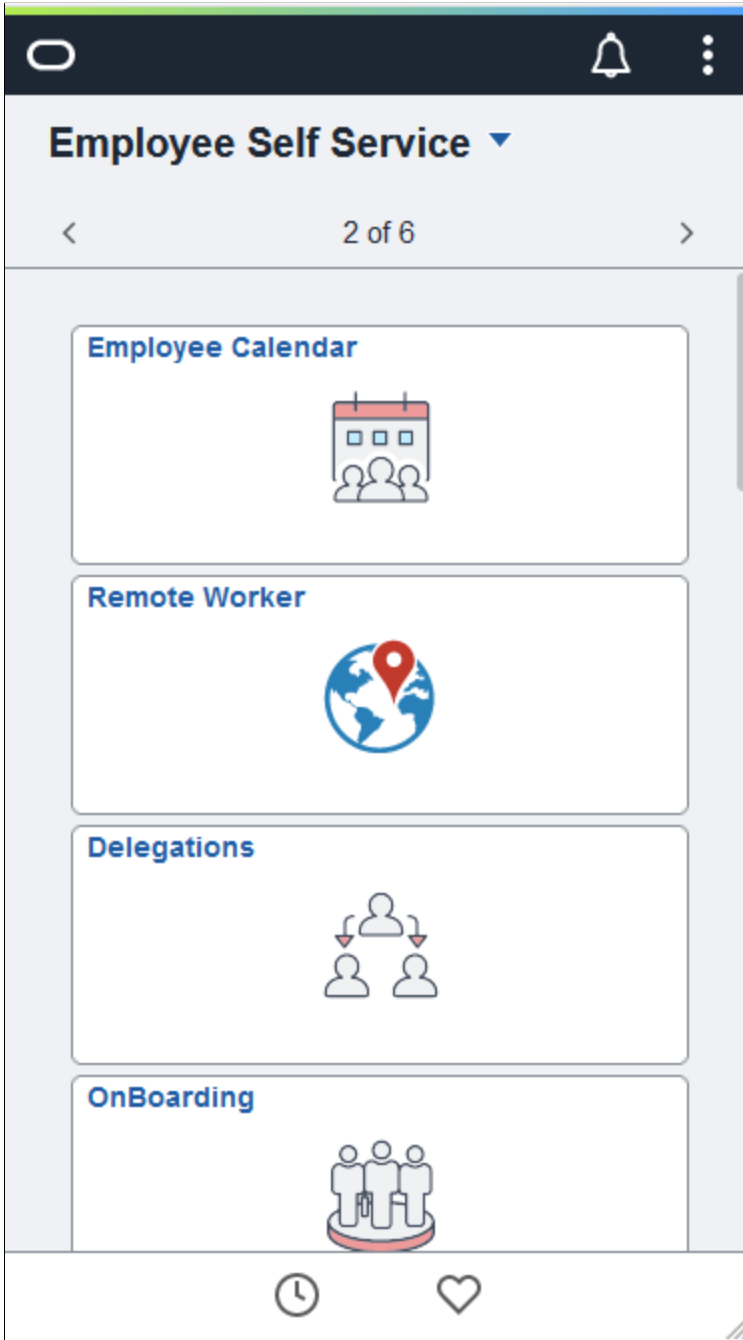 Employee Self Service
2 of 6
Employee Calendar
Remote Worker
Delegations
OnBoarding